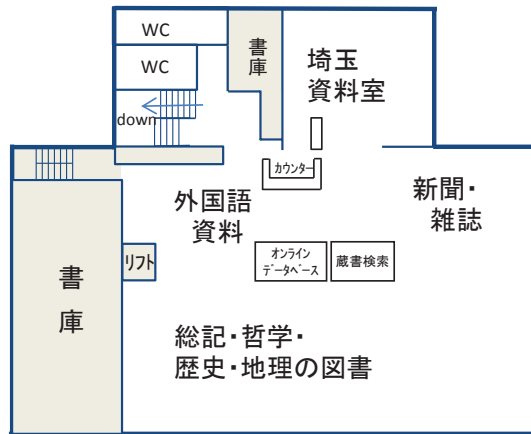 WC
WC
down
書
庫
埼玉
資料室
カウンター
外国語
資料
新聞・
雑誌
書
庫
リフト
オンライン
データベース
蔵書検索
総記・哲学・
歴史・地理の図書